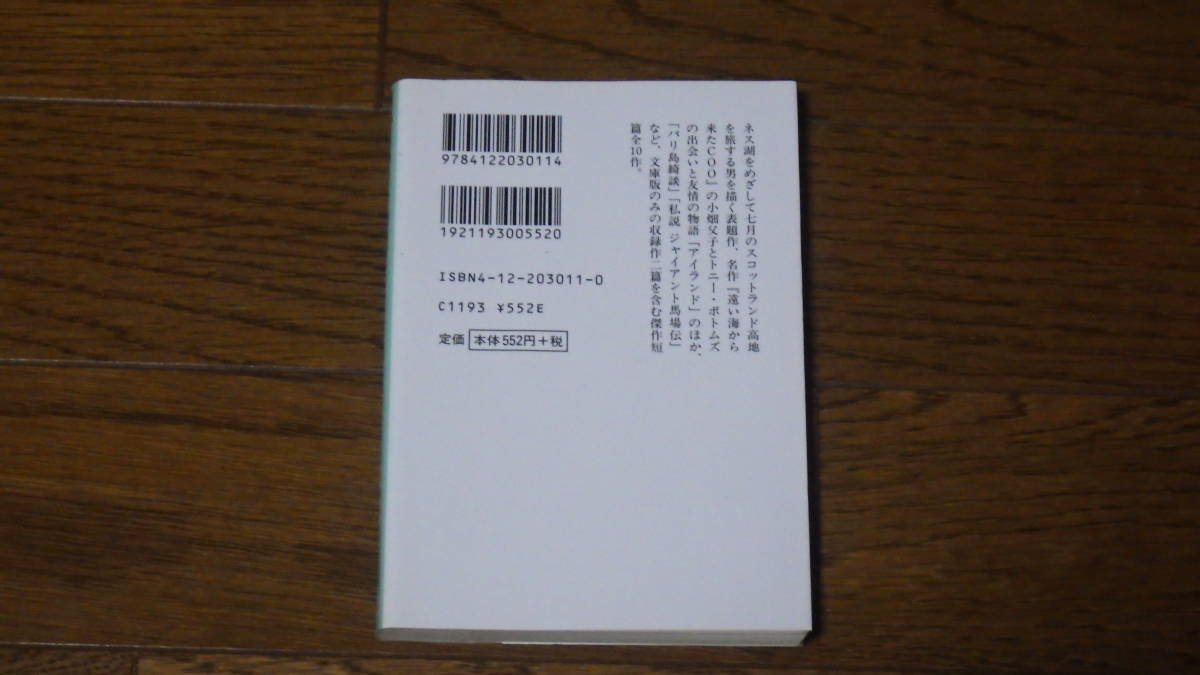 9784122030114
1921193005520
ISBN4-12-203011-0
C1193 ¥552E
定価 本体552円+税
ネス湖をめざして七月のスコットランド高地
を旅する男を描く表題作、名作『遠い海から
来たCOO』の小畑父子とトニー・ボトムズ
の出会いと友情の物語「アイランド」のほか、
「バリ島綺談」「私説 ジャイアント馬場伝」
など、文庫版のみの収録作二篇を含む傑作短
篇全10作。